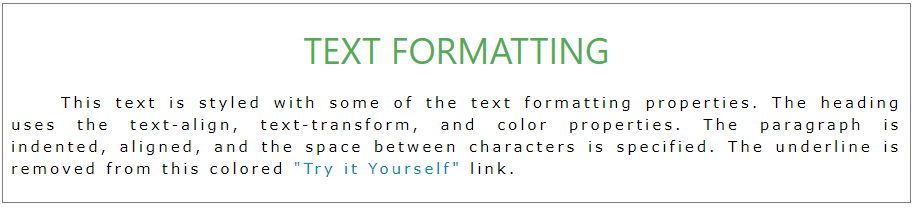 TEXT FORMATTING
This text is styled with some of the text formatting properties. The heading
uses the text-align, text-transform, and color properties. The paragraph is
indented, aligned, and the space between characters is specified. The underline is
removed from this colored "Try it Yourself" link.